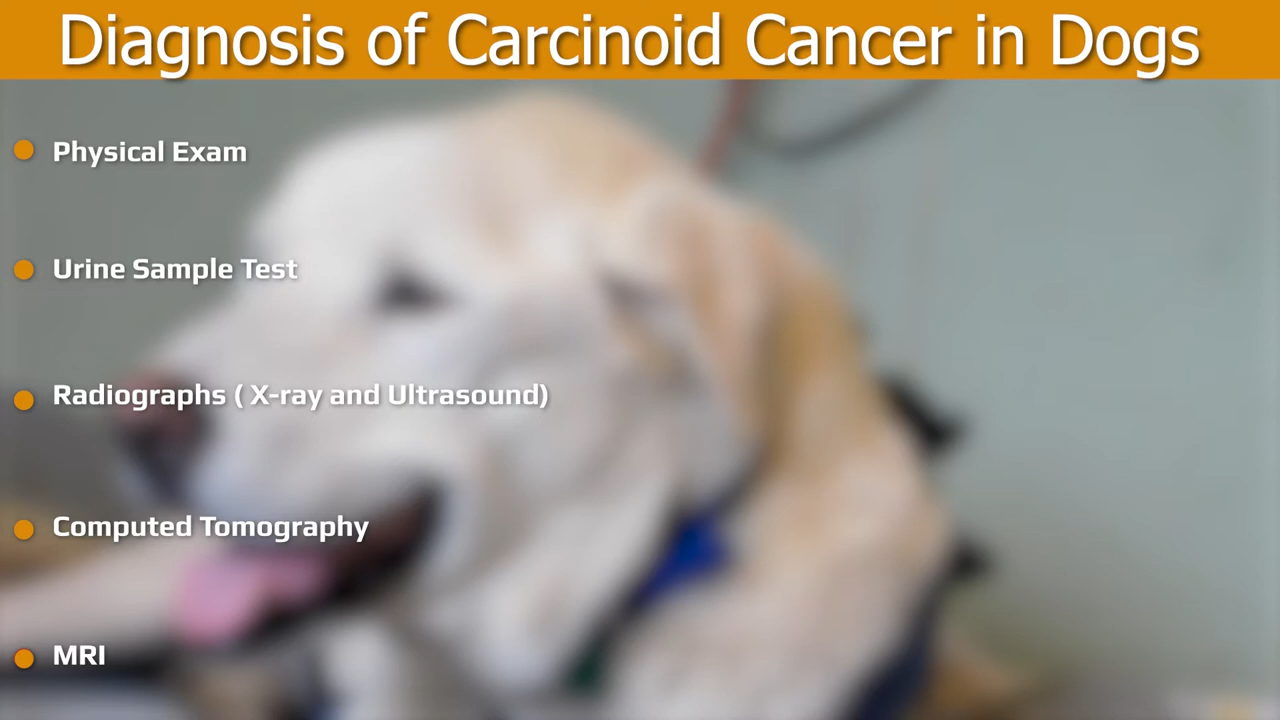 Diagnosis of Carcinoid Cancer in Dogs
Physical Exam
Urine Sample Test
Radiographs ( X-ray and Ultrasound)
Computed Tomography
MRI